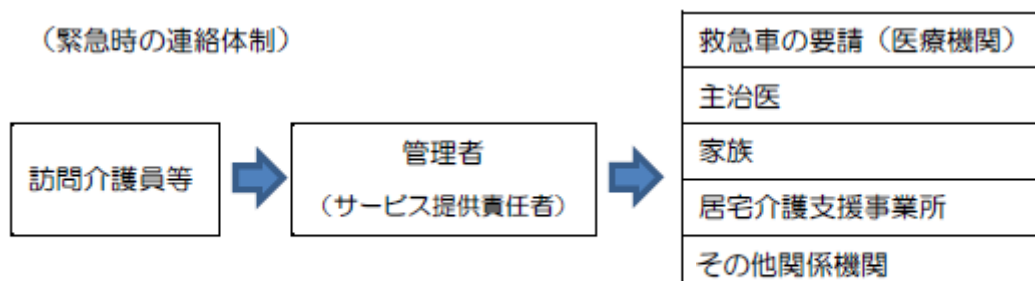 （緊急時の連絡体制）
訪問介護員等
管理者
（サービス提供責任者）
救急車の要請（医療機関）
主治医
家族
居宅介護支援事業所
その他関係機関